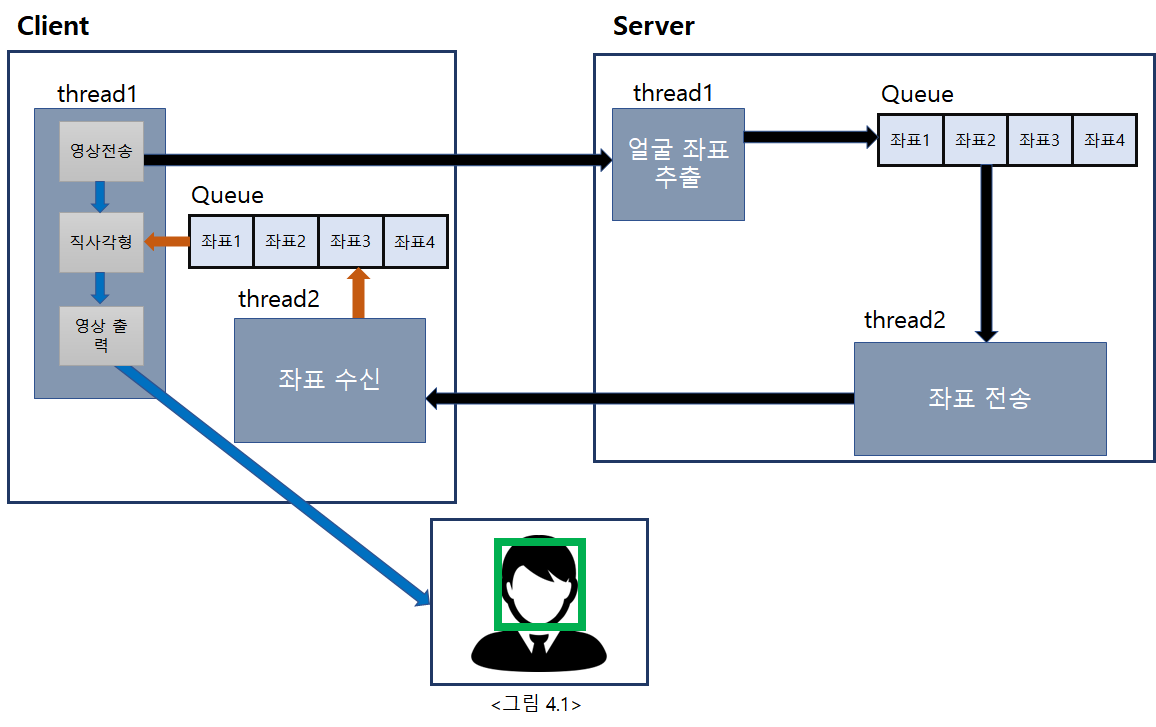 Client
thread1
영상전송
직사각형
영상 출
력
Queue
좌표1 좌표2 좌표3 좌표4
thread2
좌표 수신
Server
thread1
얼굴 좌표
추출
Queue
좌표1 좌표2 좌표3 좌표4
thread2
좌표 전송
<그림 4.1>